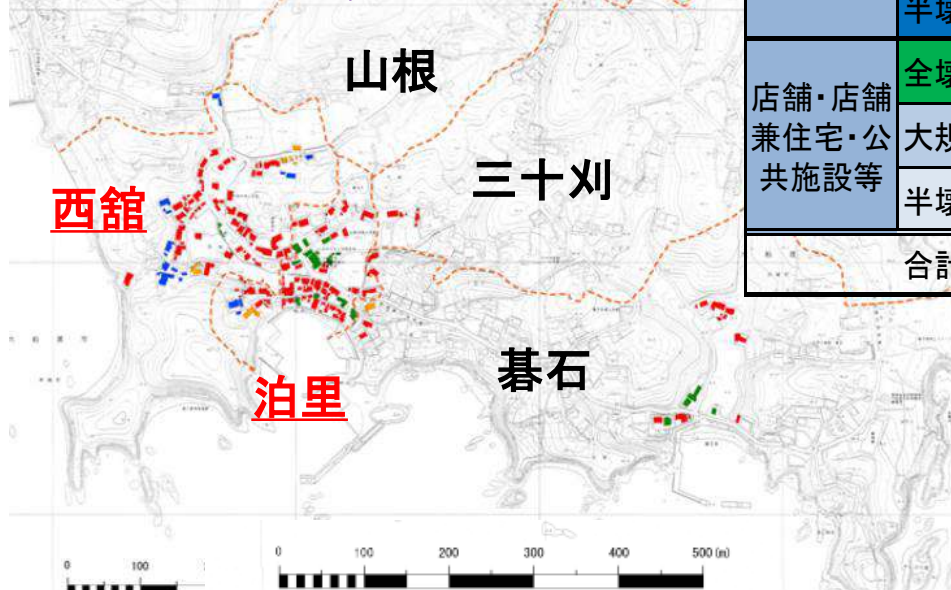 半壊
山根
全壊
店舗・店舗
兼住宅・公
共施設等
大規
三十刈
西舘
半壊
合計
碁石
泊里
0 100 200 300 400 500 (m)
0 100